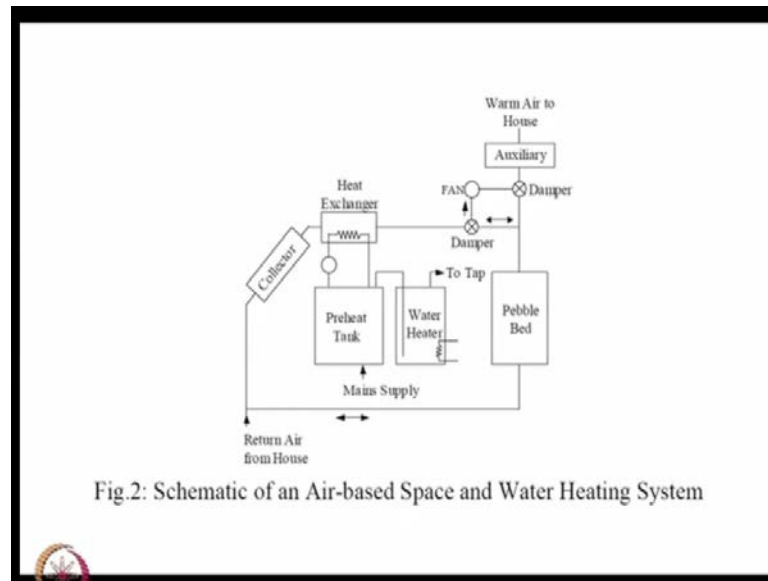 Warm Air to
House
Auxiliary
Heat
Exchanger
FAN
Damper
Damper
Collector
To Tap
Preheat
Tank
Water
Heater
Pebble
Bed
Mains Supply
Return Air
from House
Fig.2: Schematic of an Air-based Space and Water Heating System